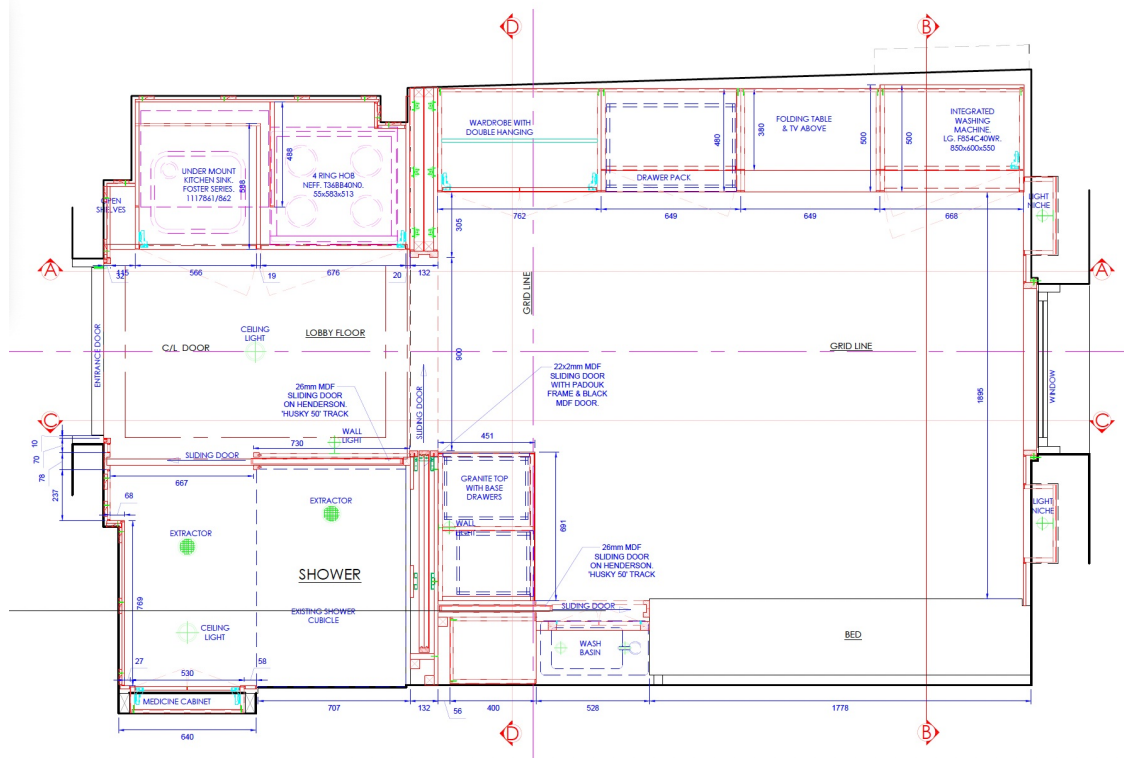 D
B
WARDROBE WITH
DOUBLE HANGING
480
DRAWER PACK
380
FOLDING TABLE
& TV ABOVE
500
500
INTEGRATED
WASHING
MACHINE.
LG. F854C40WR.
850x600x550
UNDER MOUNT
KITCHEN SINK.
FOSTER SERIES.
1117861/862
588
488
4 RING HOB
NEFF. T36BB40N0.
55x583x513
OPEN
SHELVES
LIGHT
NICHE
762
649
649
668
305
A
115
32
566
19
676
20
132
A
GRID LINE
CEILING
LIGHT
LOBBY FLOOR
C/L DOOR
ENTRANCE DOOR
900
GRID LINE
WINDOW
1895
22x2mm MDF
SLIDING DOOR
WITH PADOUK
FRAME & BLACK
MDF DOOR.
26mm MDF
SLIDING DOOR
ON HENDERSON.
'HUSKY 50' TRACK
SLIDING DOOR
C
C
WALL
LIGHT
730
451
10
70
78
237
SLIDING DOOR
667
68
GRANITE TOP
WITH BASE
DRAWERS
EXTRACTOR
EXTRACTOR
WALL
LIGHT
691
LIGHT
NICHE
26mm MDF
SLIDING DOOR
ON HENDERSON.
'HUSKY 50' TRACK
SHOWER
769
EXISTING SHOWER
CUBICLE
SLIDING DOOR
CEILING
LIGHT
WASH
BASIN
BED
27
530
58
MEDICINE CABINET
707
132
56
400
528
1778
640
D
B